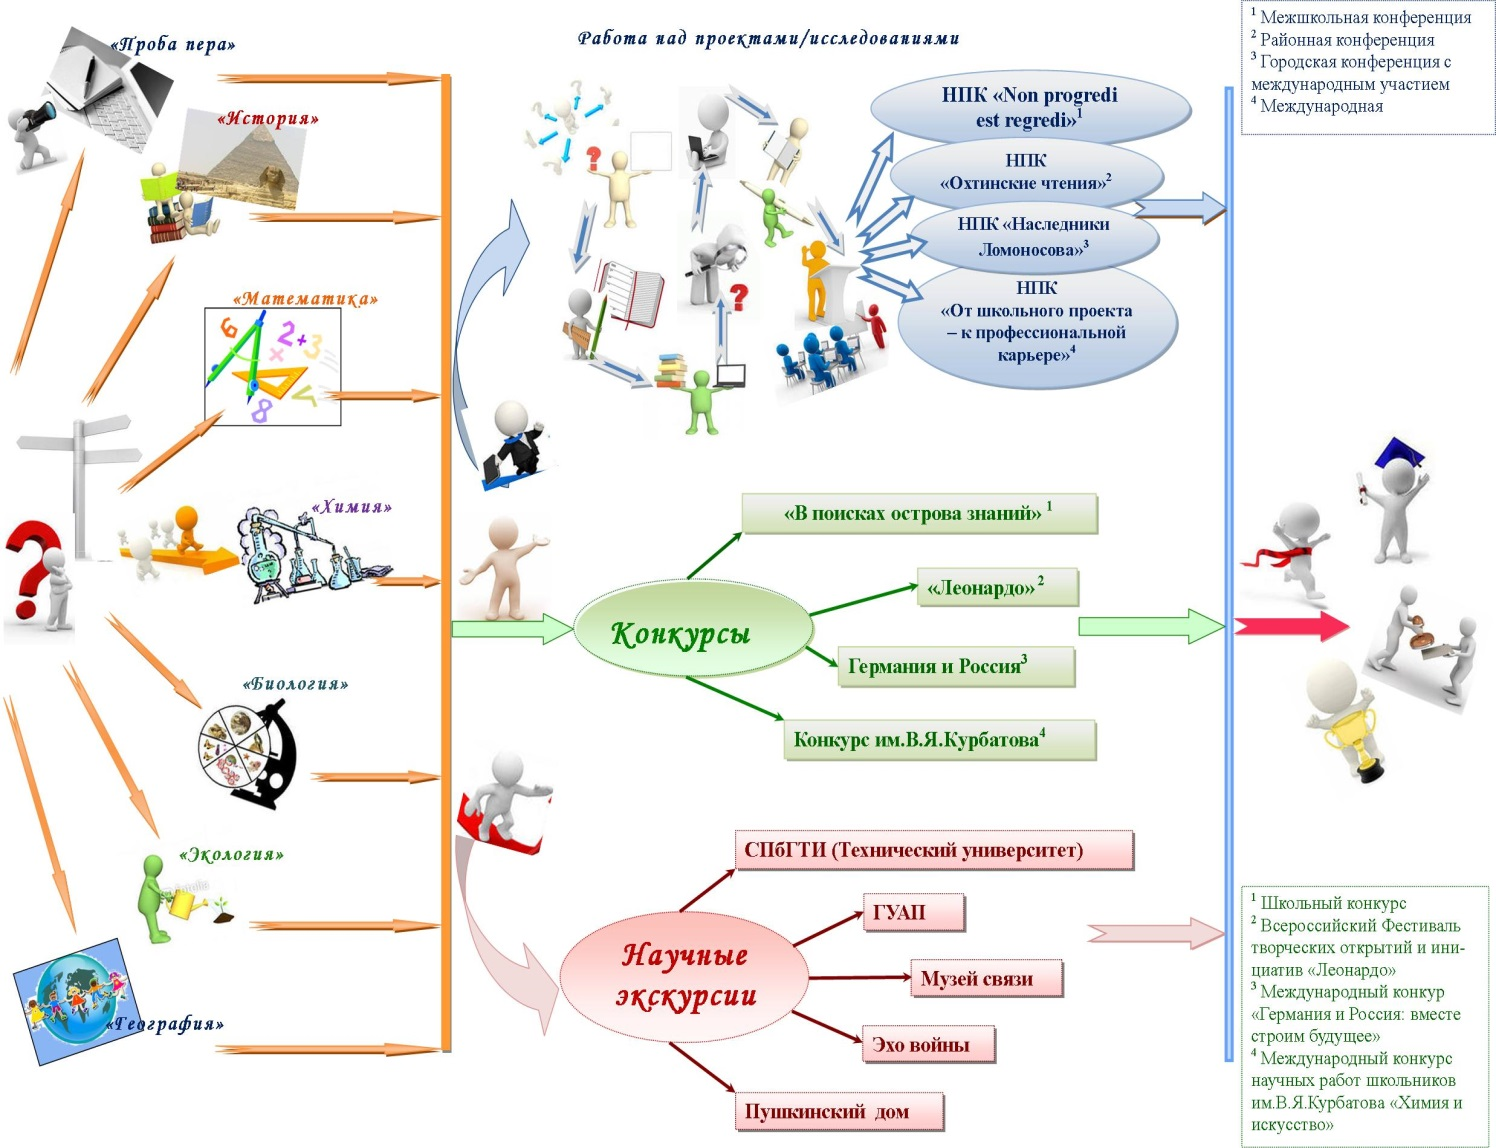 «Проба пера»
«История»
«Математика»
6
2+3=
×
8
«Химия»
«Биология»
«Экология»
fotolia
«География»
Работа над проектами/исследованиями
НПК «Non progredi
est regredi»1
НПК
«Охтинские чтения»2
НПК «Наследники
Ломоносова»3
НПК
«От школьного проекта
– к профессиональной
карьере»4
Конкурсы
«В поисках острова знаний» 1
«Леонардо» 2
Германия и Россия3
Конкурс им.В.Я.Курбатова4
Научные
экскурсии
СПбГТИ (Технический университет)
ГУАП
Музей связи
Эхо войны
Пушкинский дом
1 Межшкольная конференция
2 Районная конференция
3 Городская конференция с
международным участием
4 Международная
1 Школьный конкурс
2 Всероссийский Фестиваль
творческих открытий и ини-
циатив «Леонардо»
3 Международный конкур
«Германия и Россия: вместе
строим будущее»
4 Международный конкурс
научных работ школьников
им.В.Я.Курбатова «Химия и
искусство»